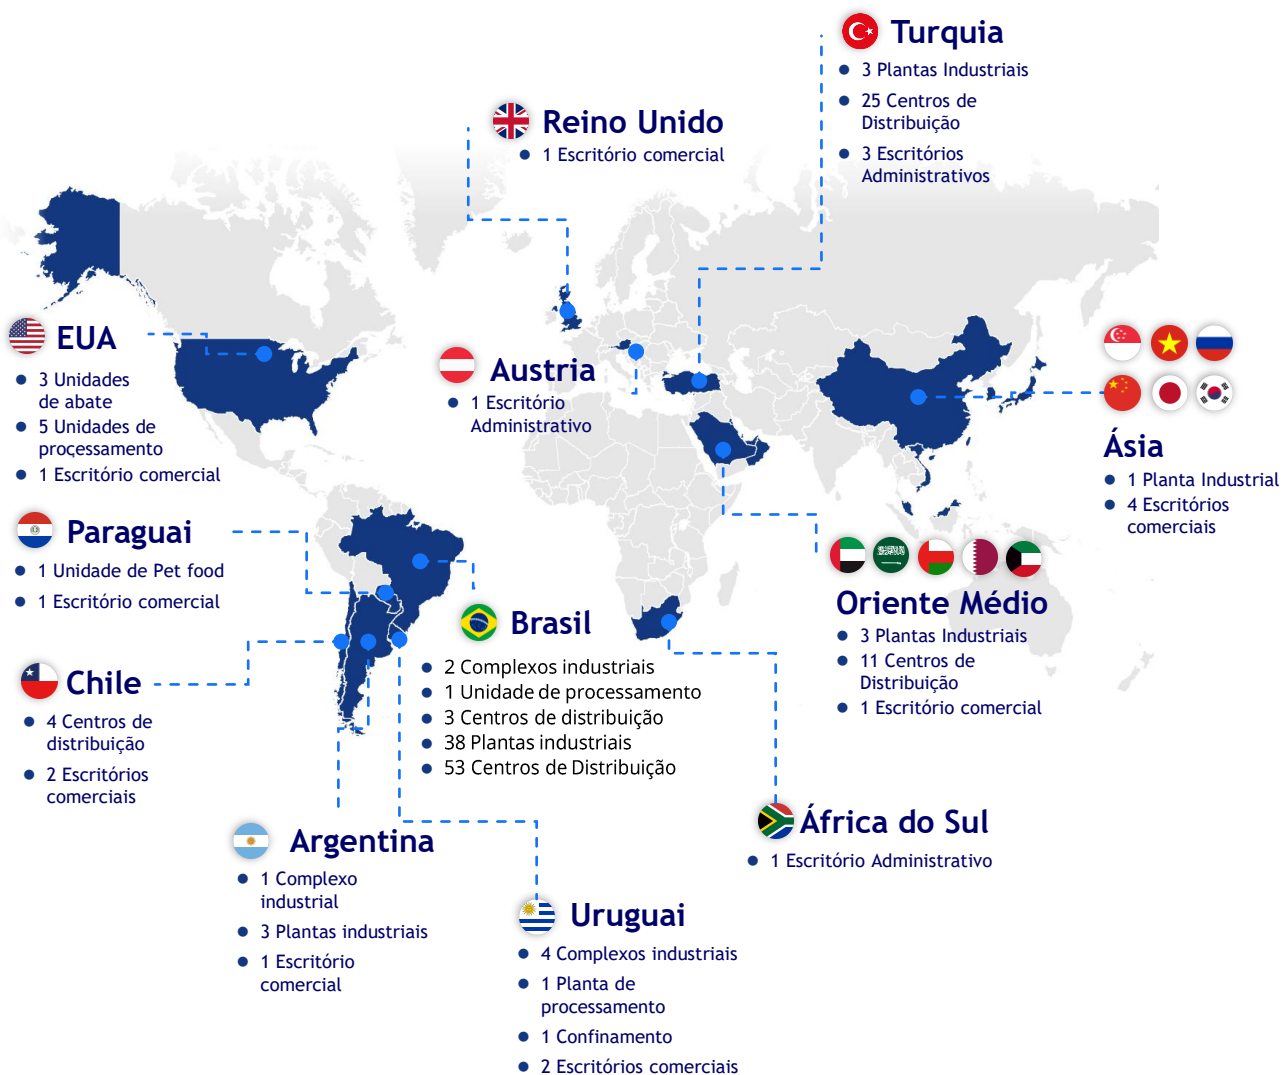 Turquia
3 Plantas Industriais
25 Centros de
Distribuição
3 Escritórios
Administrativos
Reino Unido
1 Escritório comercial
EUA
3 Unidades
de abate
5 Unidades de
processamento
1 Escritório comercial
Austria
1 Escritório
Administrativo
Ásia
1 Planta Industrial
4 Escritórios
comerciais
Paraguai
1 Unidade de Pet food
1 Escritório comercial
Oriente Médio
3 Plantas Industriais
11 Centros de
Distribuição
1 Escritório comercial
Brasil
2 Complexos industriais
1 Unidade de processamento
3 Centros de distribuição
38 Plantas industriais
53 Centros de Distribuição
Chile
4 Centros de
distribuição
2 Escritórios
comerciais
África do Sul
1 Escritório Administrativo
Argentina
1 Complexo
industrial
3 Plantas industriais
1 Escritório
comercial
Uruguai
4 Complexos industriais
1 Planta de
processamento
1 Confinamento
2 Escritórios comerciais